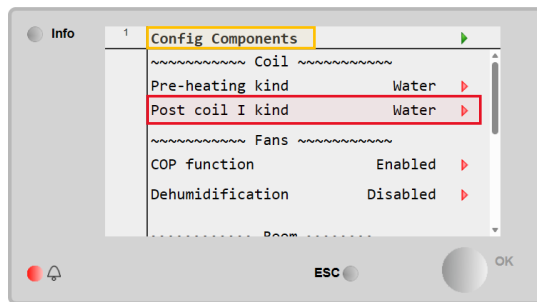 Info
1
Config Components
~~~~~~~~~~~ Coil ~~~~~~~~~~~
Pre-heating kind Water
Post coil I kind Water
~~~~~~~~~~~ Fans ~~~~~~~~~~~
COP function Enabled
Dehumidification Disabled
Room
ESC
OK